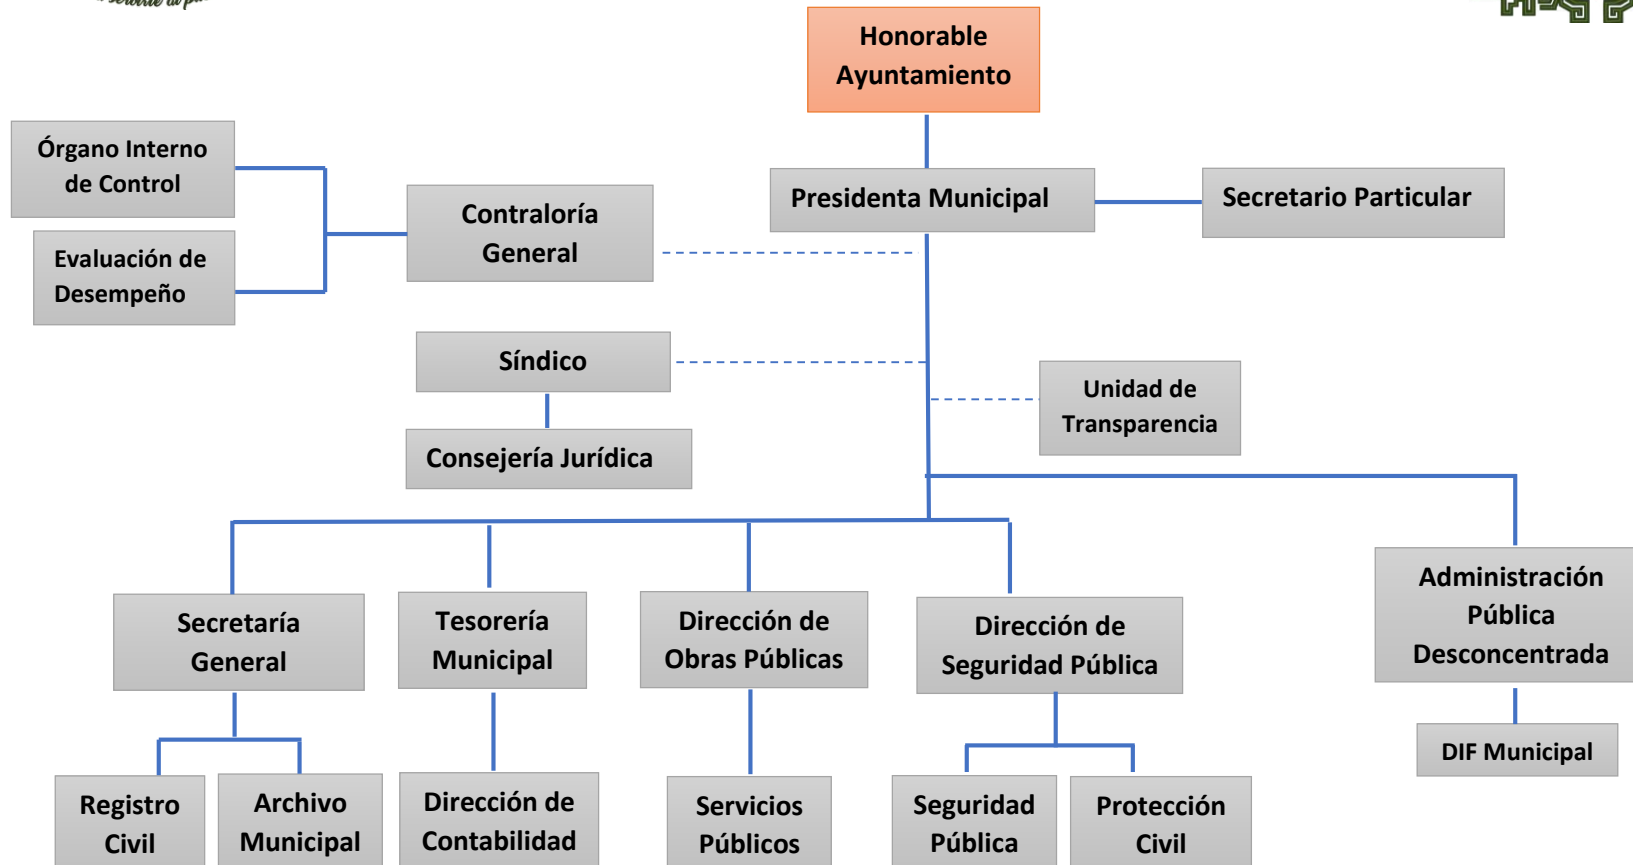 servirte al
Honorable
Ayuntamiento
Órgano Interno
de Control
Presidenta Municipal
Secretario Particular
Contraloría
General
Evaluación de
Desempeño
Síndico
Unidad de
Transparencia
Consejería Jurídica
Administración
Pública
Desconcentrada
Secretaría
General
Tesorería
Municipal
Dirección de
Obras Públicas
Dirección de
Seguridad Pública
DIF Municipal
Registro
Civil
Archivo
Municipal
Dirección de
Contabilidad
Servicios
Públicos
Seguridad
Pública
Protección
Civil